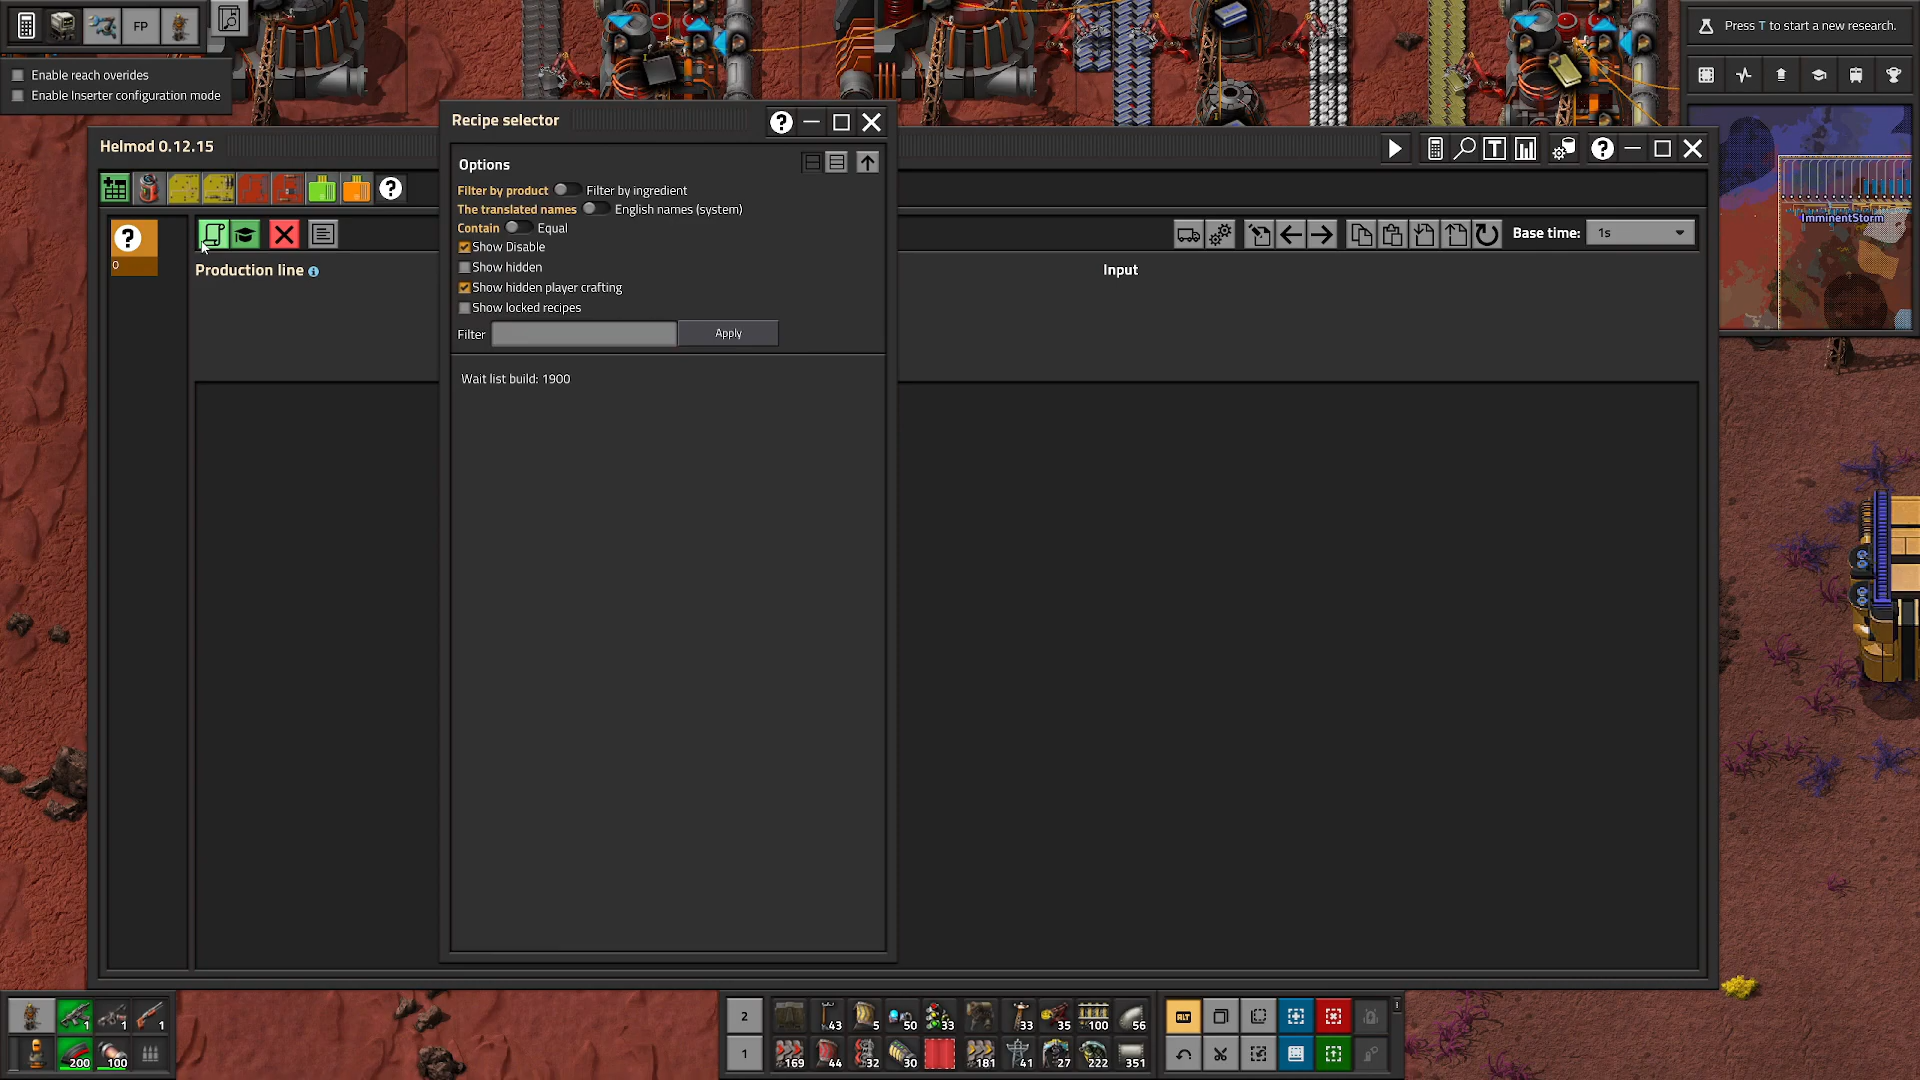 FP
Enable reach overides
Enable Inserter configuration mode
Press T to start a new research.
ImminentStorm
Helmod 0.12.15
0
Production line
Base time: 1s
Input
Recipe selector
Options
Filter by product Filter by ingredient
The translated names English names (system)
Contain Equal
Show Disable
Show hidden
Show hidden player crafting
Show locked recipes
Filter Apply
Wait list build: 1900
1 1 1
200 100
2 43 5 50 33 33 35 100 56
1 169 44 32 30 181 41 27 222 351
ALT